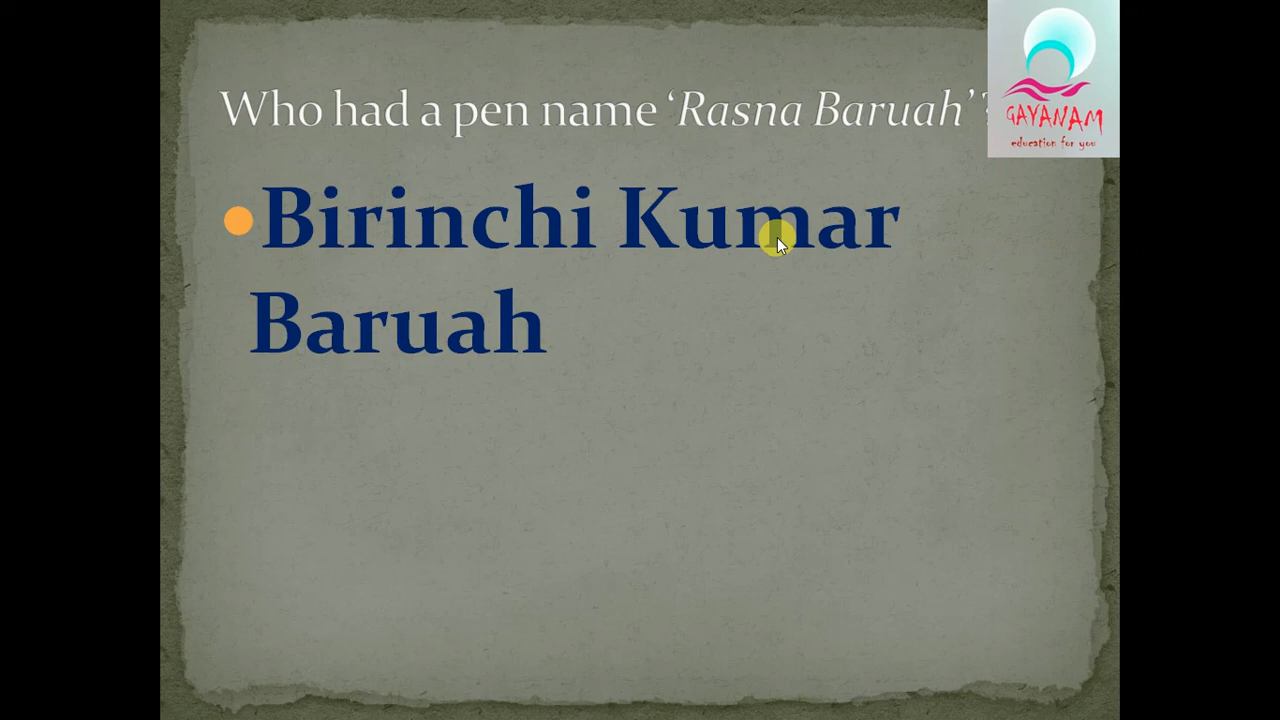 Who had a pen name ‘Rasna Baruah’ ?
Birinchi Kumar
Baruah
GAYANAM
education for you